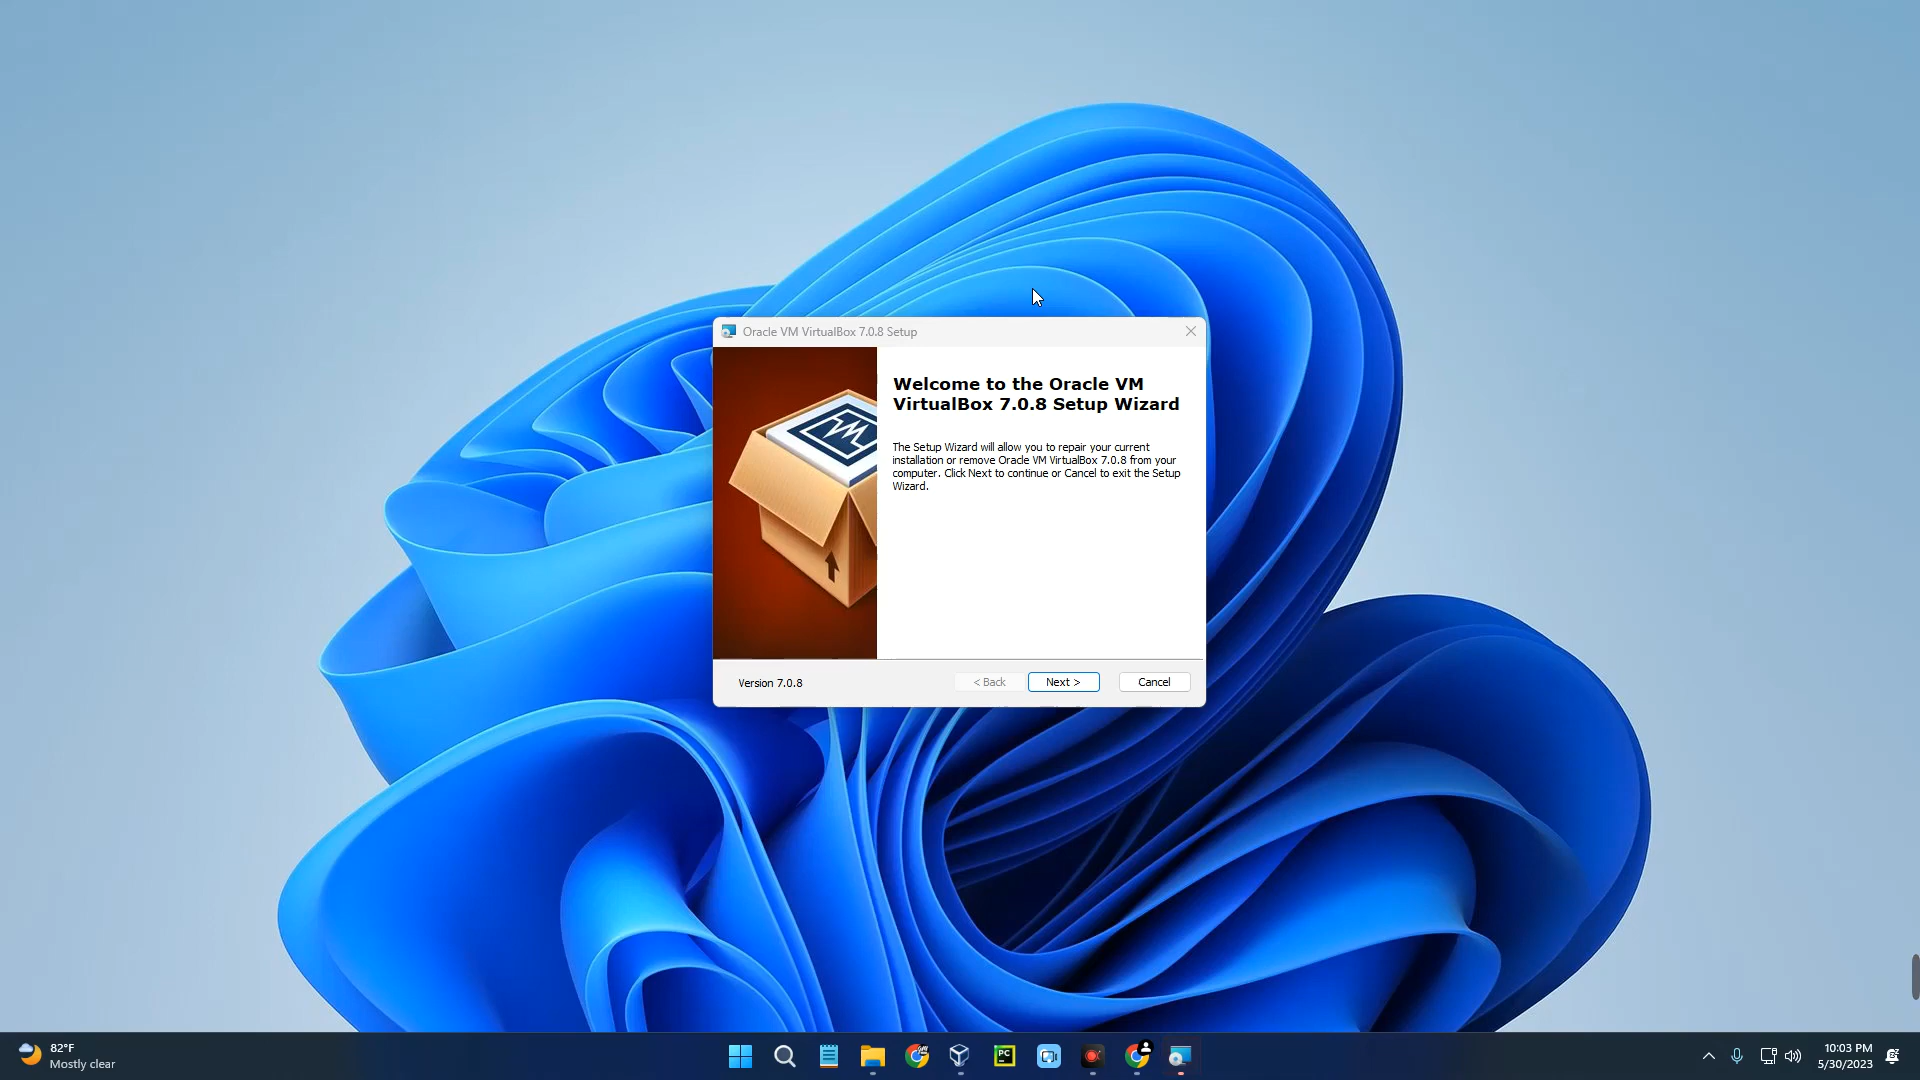 Oracle VM VirtualBox 7.0.8 Setup
Welcome to the Oracle VM
VirtualBox 7.0.8 Setup Wizard
The Setup Wizard will allow you to repair your current
installation or remove Oracle VM VirtualBox 7.0.8 from your
computer. Click Next to continue or Cancel to exit the Setup
Wizard.
Version 7.0.8
< Back
Next >
Cancel
82°F
Mostly clear
PC
10:03 PM
5/30/2023